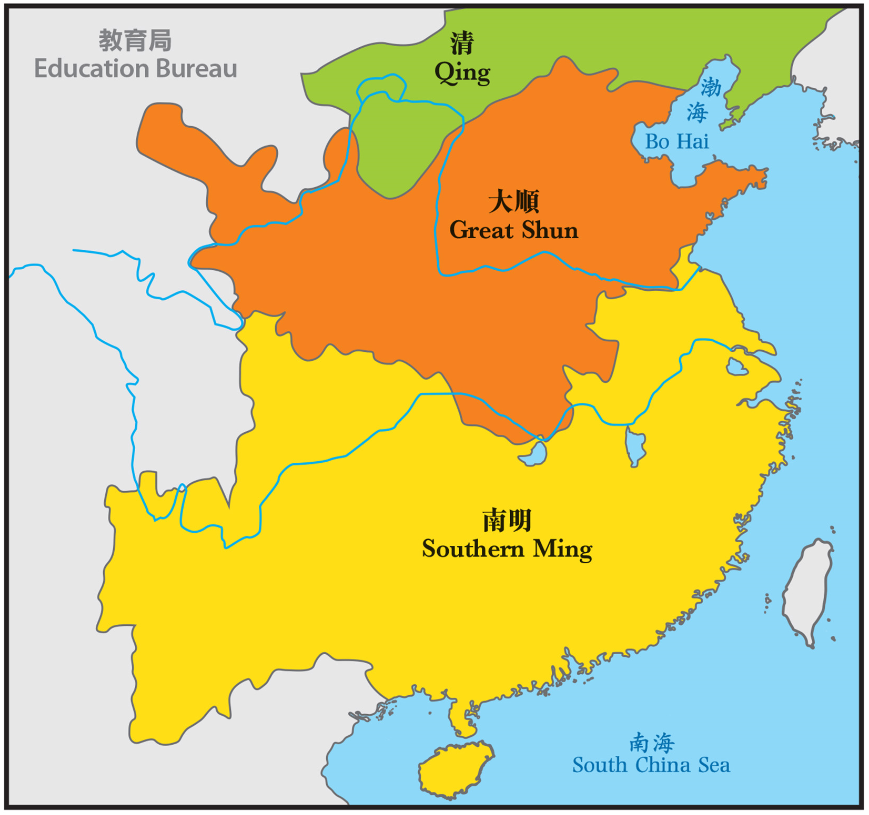 教育局
Education Bureau
清
Qing
渤
海
Bo Hai
大順
Great Shun
南明
Southern Ming
南海
South China Sea